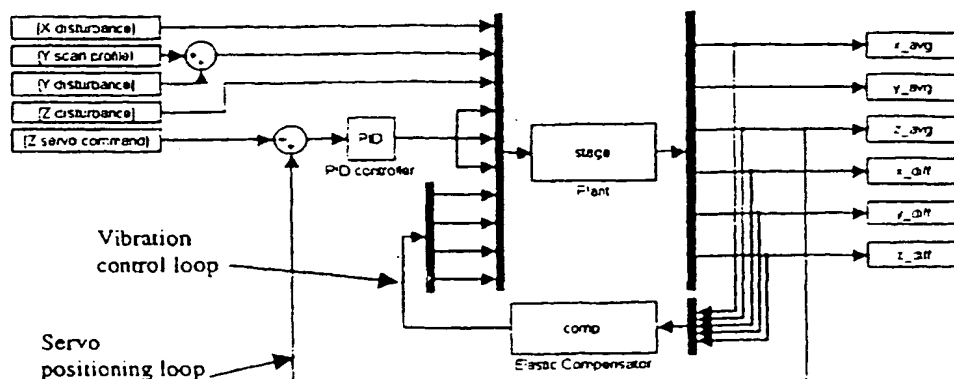 [X disturbance]
[Y scan profile]
[Y disturbance]
[Z disturbance]
[Z servo command]
PID
PID controller
stage
Plant
x_avg
y_avg
z_avg
x_diff
y_diff
z_diff
Vibration
control loop
comp
Elastic Compensator
Servo
positioning loop